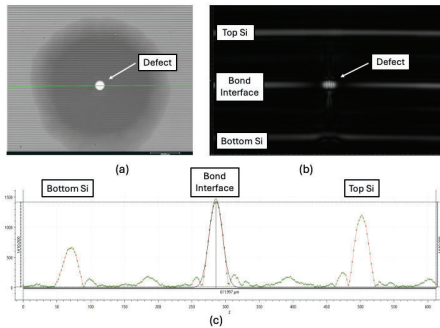 Defect
Top Si
Defect
Bond
Interface
Bottom Si
(a)
(b)
Bottom Si
Bond
Interface
Top Si
1500
1000
500
0
0
50
100
150
200
250
300
350
400
450
500
550
600
(c)